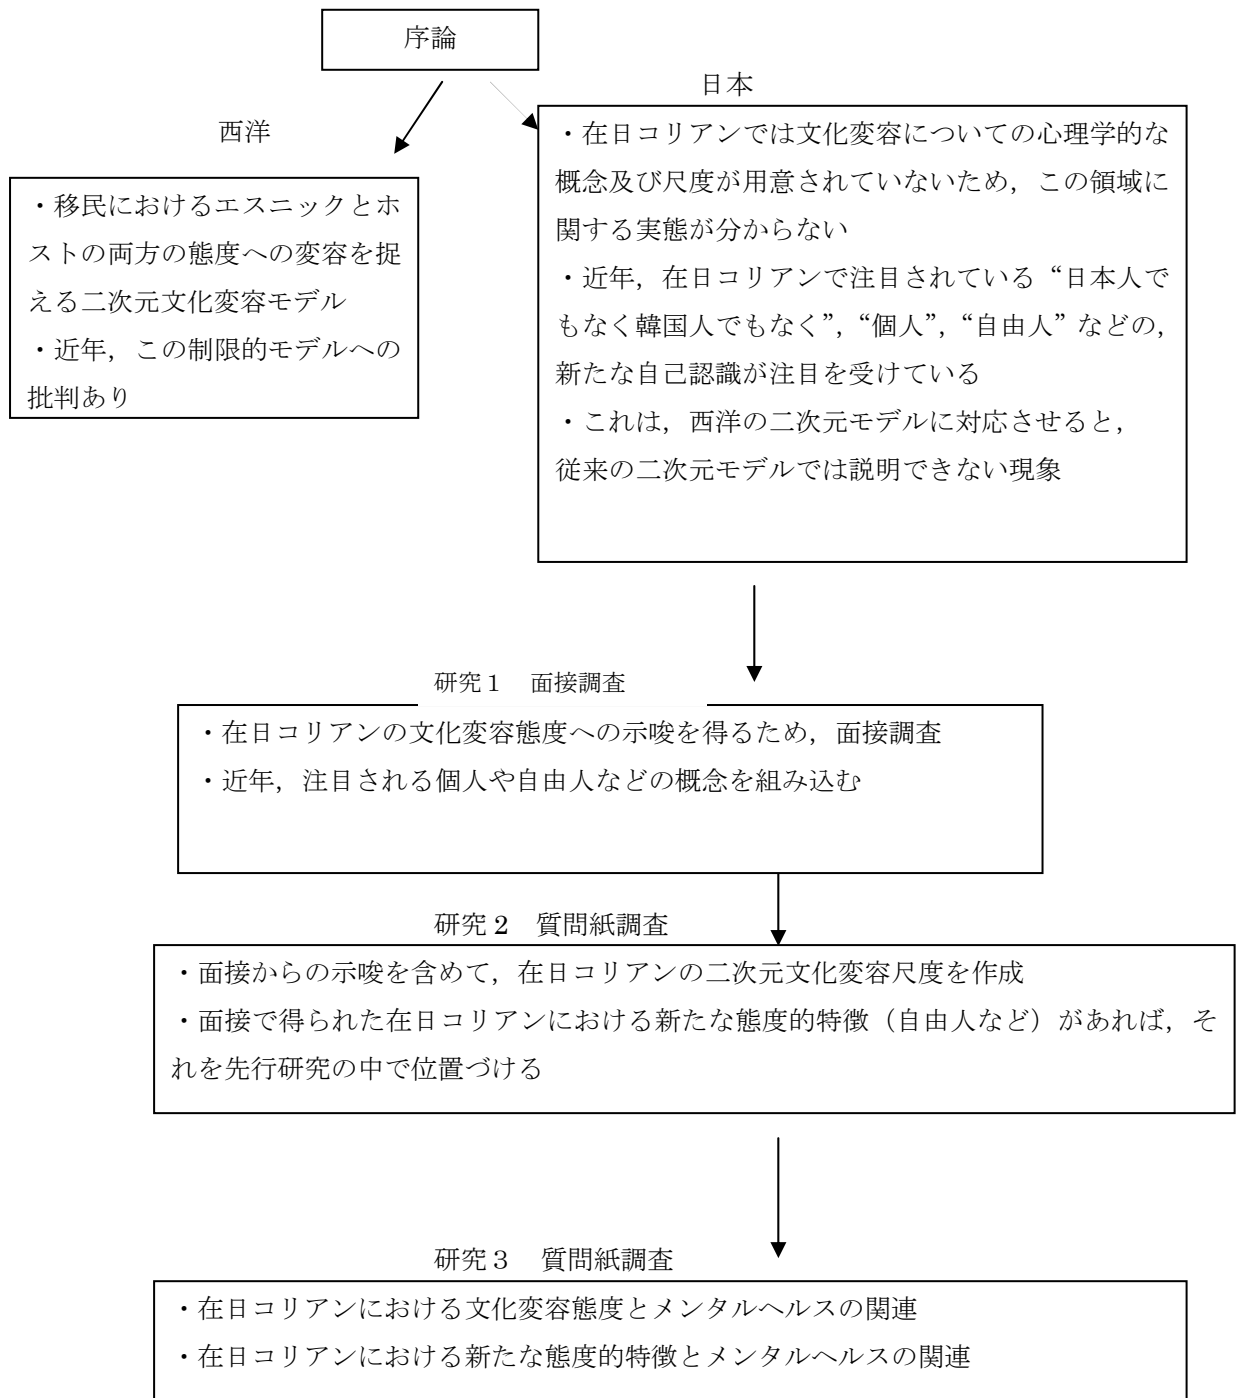 序論
西洋
・移民におけるエスニックとホ
ストの両方の態度への変容を捉
える二次元文化変容モデル
・近年，この制限的モデルへの
批判あり
日本
・在日コリアンでは文化変容についての心理学的な
概念及び尺度が用意されていないため，この領域に
関する実態が分からない
・近年，在日コリアンで注目されている“日本人で
もなく韓国人でもなく”，“個人”，“自由人”などの，
新たな自己認識が注目を受けている
・これは，西洋の二次元モデルに対応させると，
従来の二次元モデルでは説明できない現象
研究１　面接調査
・在日コリアンの文化変容態度への示唆を得るため，面接調査
・近年，注目される個人や自由人などの概念を組み込む
研究２　質問紙調査
・面接からの示唆を含めて，在日コリアンの二次元文化変容尺度を作成
・面接で得られた在日コリアンにおける新たな態度的特徴（自由人など）があれば，そ
れを先行研究の中で位置づける
研究３　質問紙調査
・在日コリアンにおける文化変容態度とメンタルヘルスの関連
・在日コリアンにおける新たな態度的特徴とメンタルヘルスの関連